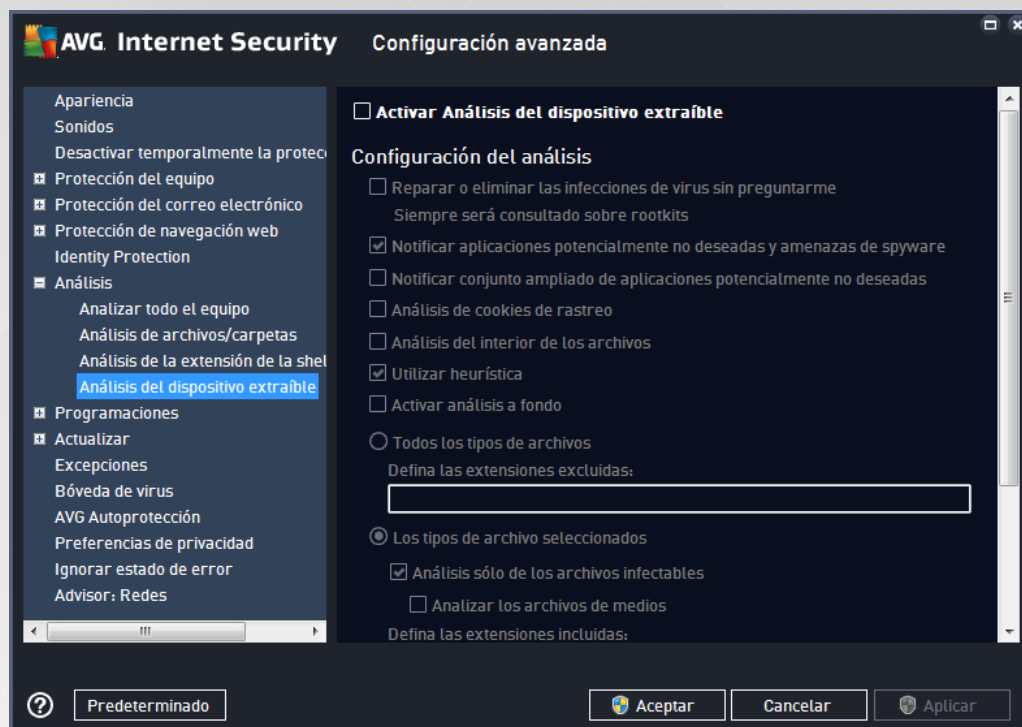 AVG Internet Security Configuración avanzada
Apariencia
Sonidos
Desactivar temporalmente la protec
Protección del equipo
Protección del correo electrónico
Protección de navegación web
Identity Protection
Análisis
Analizar todo el equipo
Análisis de archivos/carpetas
Análisis de la extensión de la shel
Análisis del dispositivo extraíble
Programaciones
Actualizar
Excepciones
Bóveda de virus
AVG Autoprotección
Preferencias de privacidad
Ignorar estado de error
Advisor: Redes
Activar Análisis del dispositivo extraíble
Configuración del análisis
Reparar o eliminar las infecciones de virus sin preguntarme
Siempre será consultado sobre rootkits
Notificar aplicaciones potencialmente no deseadas y amenazas de spyware
Notificar conjunto ampliado de aplicaciones potencialmente no deseadas
Análisis de cookies de rastreo
Análisis del interior de los archivos
Utilizar heurística
Activar análisis a fondo
Todos los tipos de archivos
Defina las extensiones excluidas:
Los tipos de archivo seleccionados
Análisis sólo de los archivos infectables
Analizar los archivos de medios
Defina las extensiones incluidas:
?
Predeterminado
Aceptar
Cancelar
Aplicar